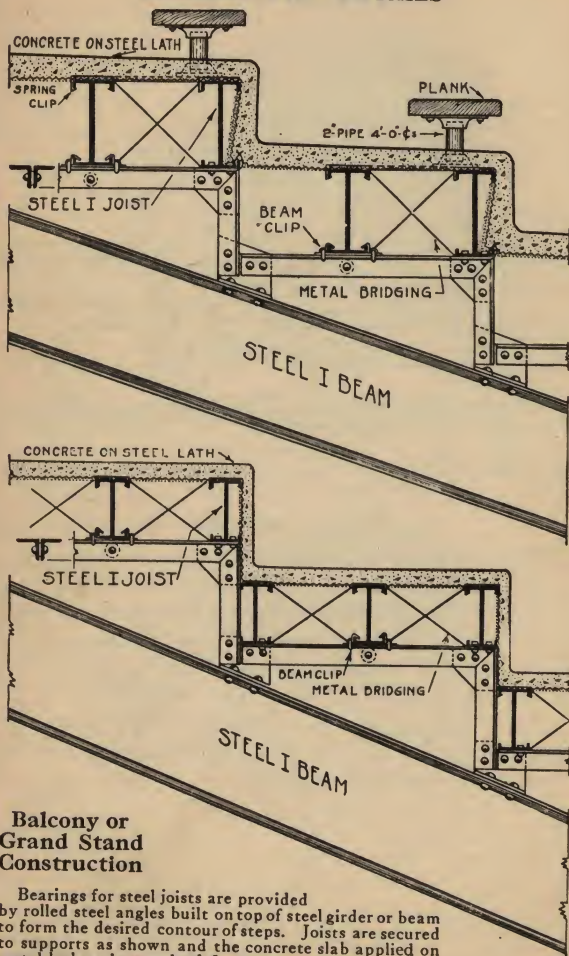 CONCRETE ON STEEL LATH
SPRING CLIP
PLANK
2" PIPE 4'-0" ¢s
STEEL I JOIST
BEAM CLIP
METAL BRIDGING
STEEL I BEAM
CONCRETE ON STEEL LATH
STEEL I JOIST
BEAM CLIP
METAL BRIDGING
STEEL I BEAM
Balcony or
Grand Stand
Construction
Bearings for steel joists are provided
by rolled steel angles built on top of steel girder or beam
to form the desired contour of steps. Joists are secured
to supports as shown and the concrete slab applied on